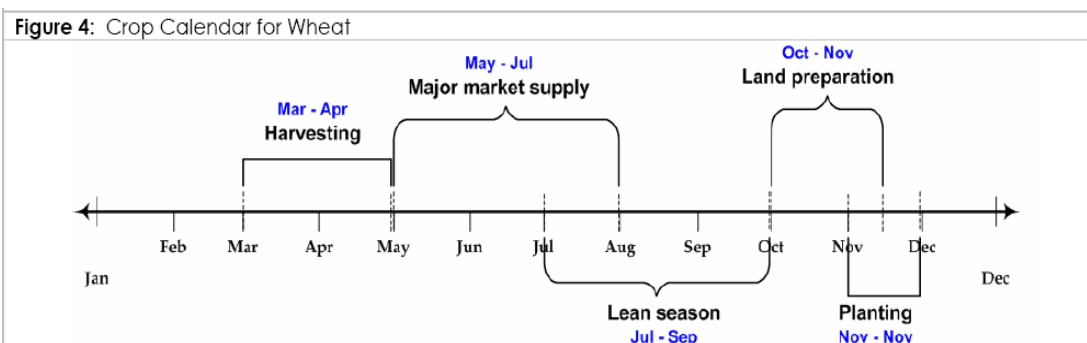 Figure 4: Crop Calendar for Wheat
Oct - Nov
Land preparation
May - Jul
Major market supply
Mar - Apr
Harvesting
Feb Mar Apr May Jun Jul Aug Sep Oct Nov Dec
Jan Dec
Lean season Planting
Jul - Sep Nov - Nov